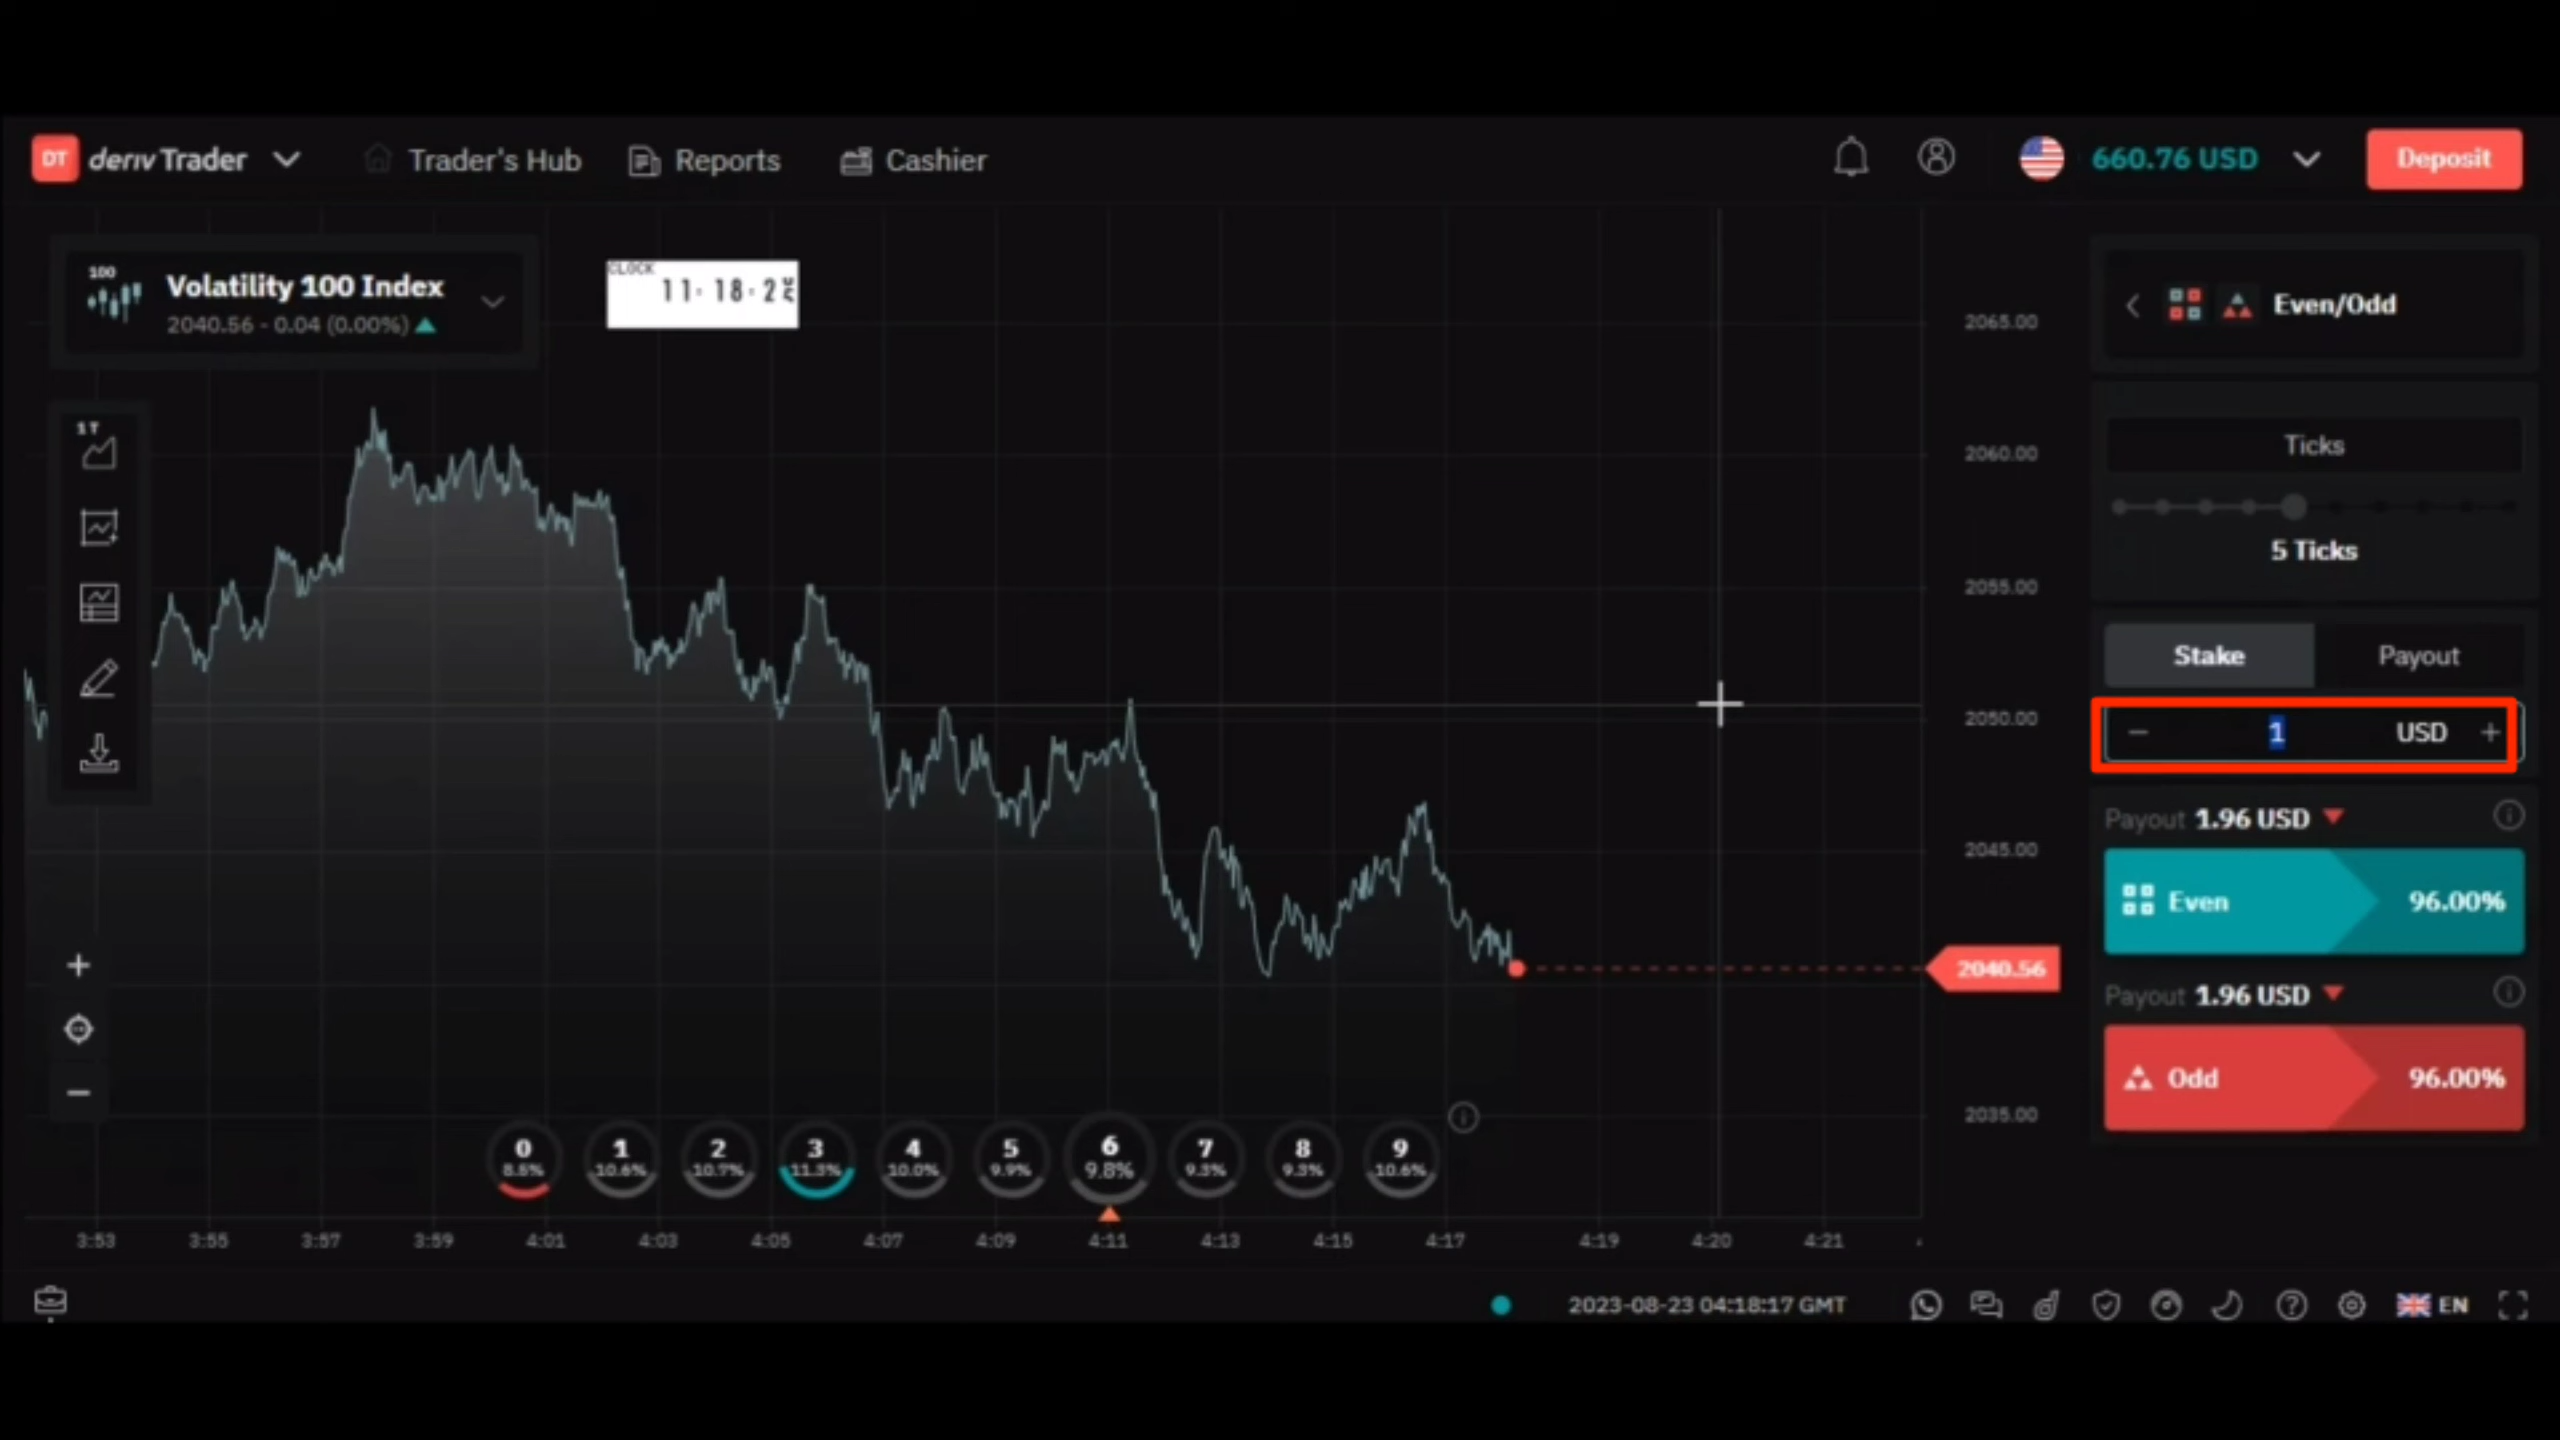 DT deriv Trader Trader's Hub Reports Cashier 660.76 USD Deposit
100 Volatility 100 Index
2040.56 - 0.04 (0.00%)
CLOCK
11:18:2
Even/Odd
1T
Ticks
5 Ticks
Stake Payout
− 1 USD +
Payout 1.96 USD
Even 96.00%
Payout 1.96 USD
Odd 96.00%
2065.00
2060.00
2055.00
2050.00
2045.00
2040.56
2035.00
+
−
0 1 2 3 4 5 6 7 8 9
8.5% 10.6% 10.7% 11.3% 10.0% 9.9% 9.8% 9.3% 9.3% 10.6%
3:53 3:55 3:57 3:59 4:01 4:03 4:05 4:07 4:09 4:11 4:13 4:15 4:17 4:19 4:20 4:21
2023-08-23 04:18:17 GMT EN